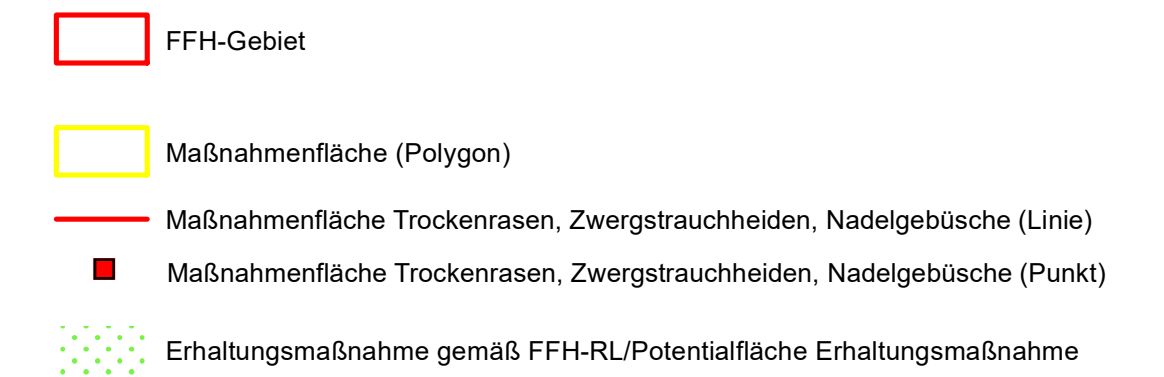 FFH-Gebiet
Maßnahmenfläche (Polygon)
Maßnahmenfläche Trockenrasen, Zwergstrauchheiden, Nadelgebüsche (Linie)
Maßnahmenfläche Trockenrasen, Zwergstrauchheiden, Nadelgebüsche (Punkt)
Erhaltungsmaßnahme gemäß FFH-RL/Potentialfläche Erhaltungsmaßnahme